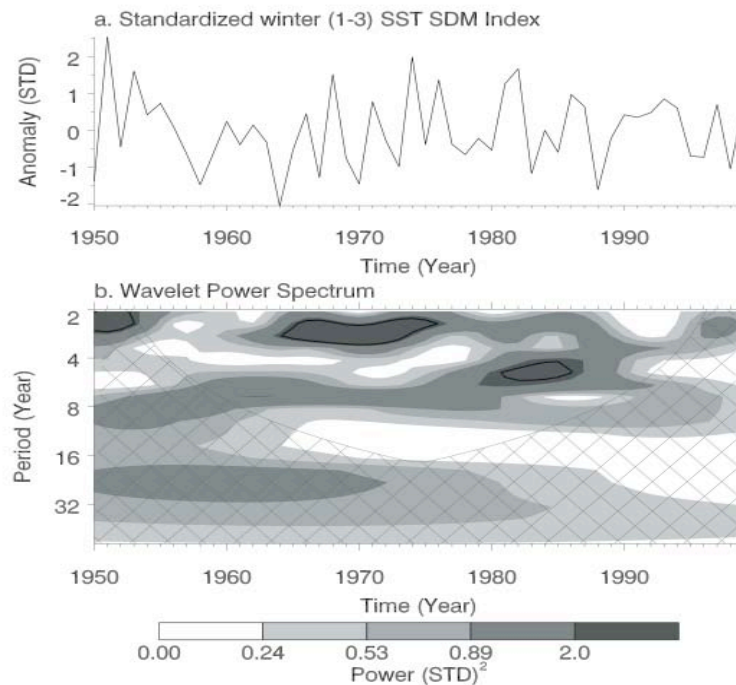 a. Standardized winter (1-3) SST SDM Index
Anomaly (STD)
2
1
0
-1
-2
1950 1960 1970 1980 1990
Time (Year)
b. Wavelet Power Spectrum
Period (Year)
2
4
8
16
32
1950 1960 1970 1980 1990
Time (Year)
0.00 0.24 0.53 0.89 2.0
Power (STD)²